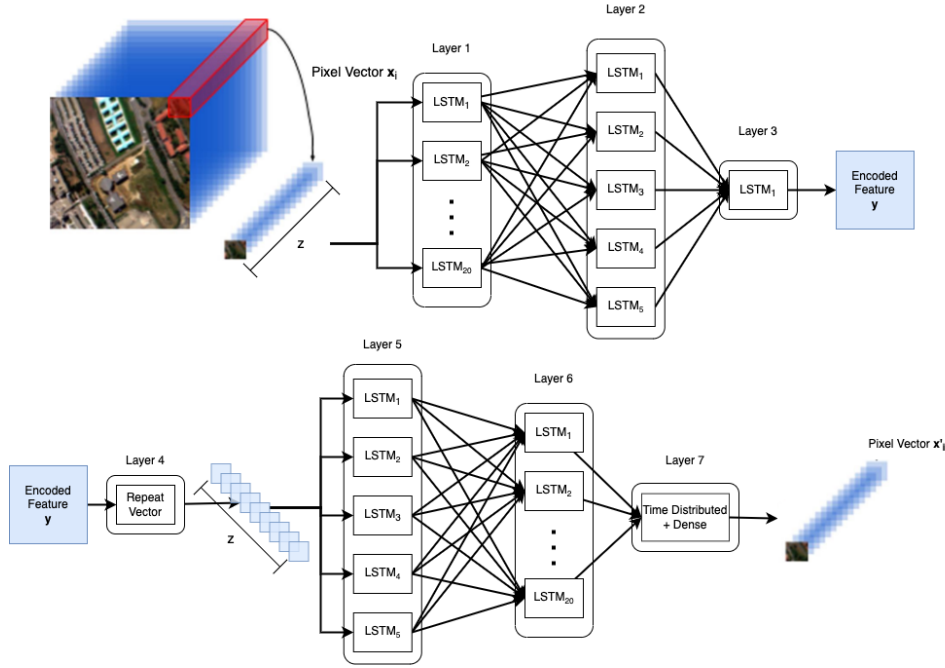 Layer 2
Layer 1
Pixel Vector xᵢ
LSTM₁
LSTM₂
LSTM₂₀
LSTM₁
LSTM₂
LSTM₃
LSTM₄
LSTM₅
Layer 3
LSTM₁
Encoded
Feature
y
z
Layer 5
Layer 6
Layer 4
Encoded
Feature
y
Repeat
Vector
z
LSTM₁
LSTM₂
LSTM₃
LSTM₄
LSTM₅
LSTM₁
LSTM₂
LSTM₂₀
Layer 7
Time Distributed
+ Dense
Pixel Vector x'ᵢ